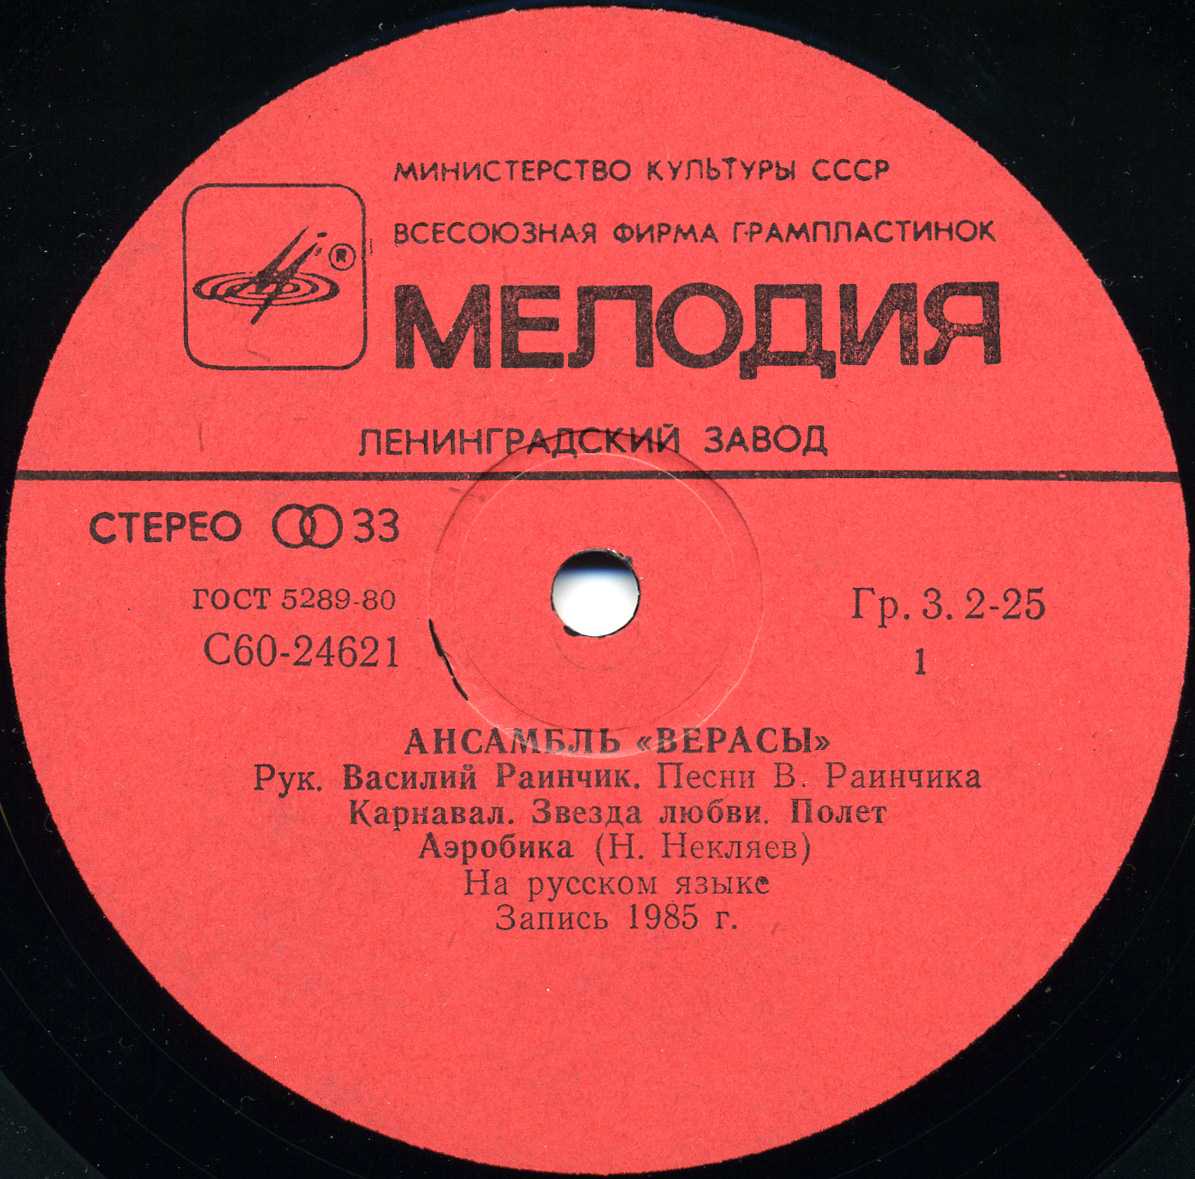 МИНИСТЕРСТВО КУЛЬТУРЫ СССР
ВСЕСОЮЗНАЯ ФИРМА ГРАМПЛАСТИНОК
®
МЕЛОДИЯ
ЛЕНИНГРАДСКИЙ ЗАВОД
СТЕРЕО 33
ГОСТ 5289-80
Гр. 3. 2-25
С60-24621
1
АНСАМБЛЬ «ВЕРАСЫ»
Рук. Василий Раинчик. Песни В. Раинчика
Карнавал. Звезда любви. Полет
Аэробика (Н. Некляев)
На русском языке
Запись 1985 г.